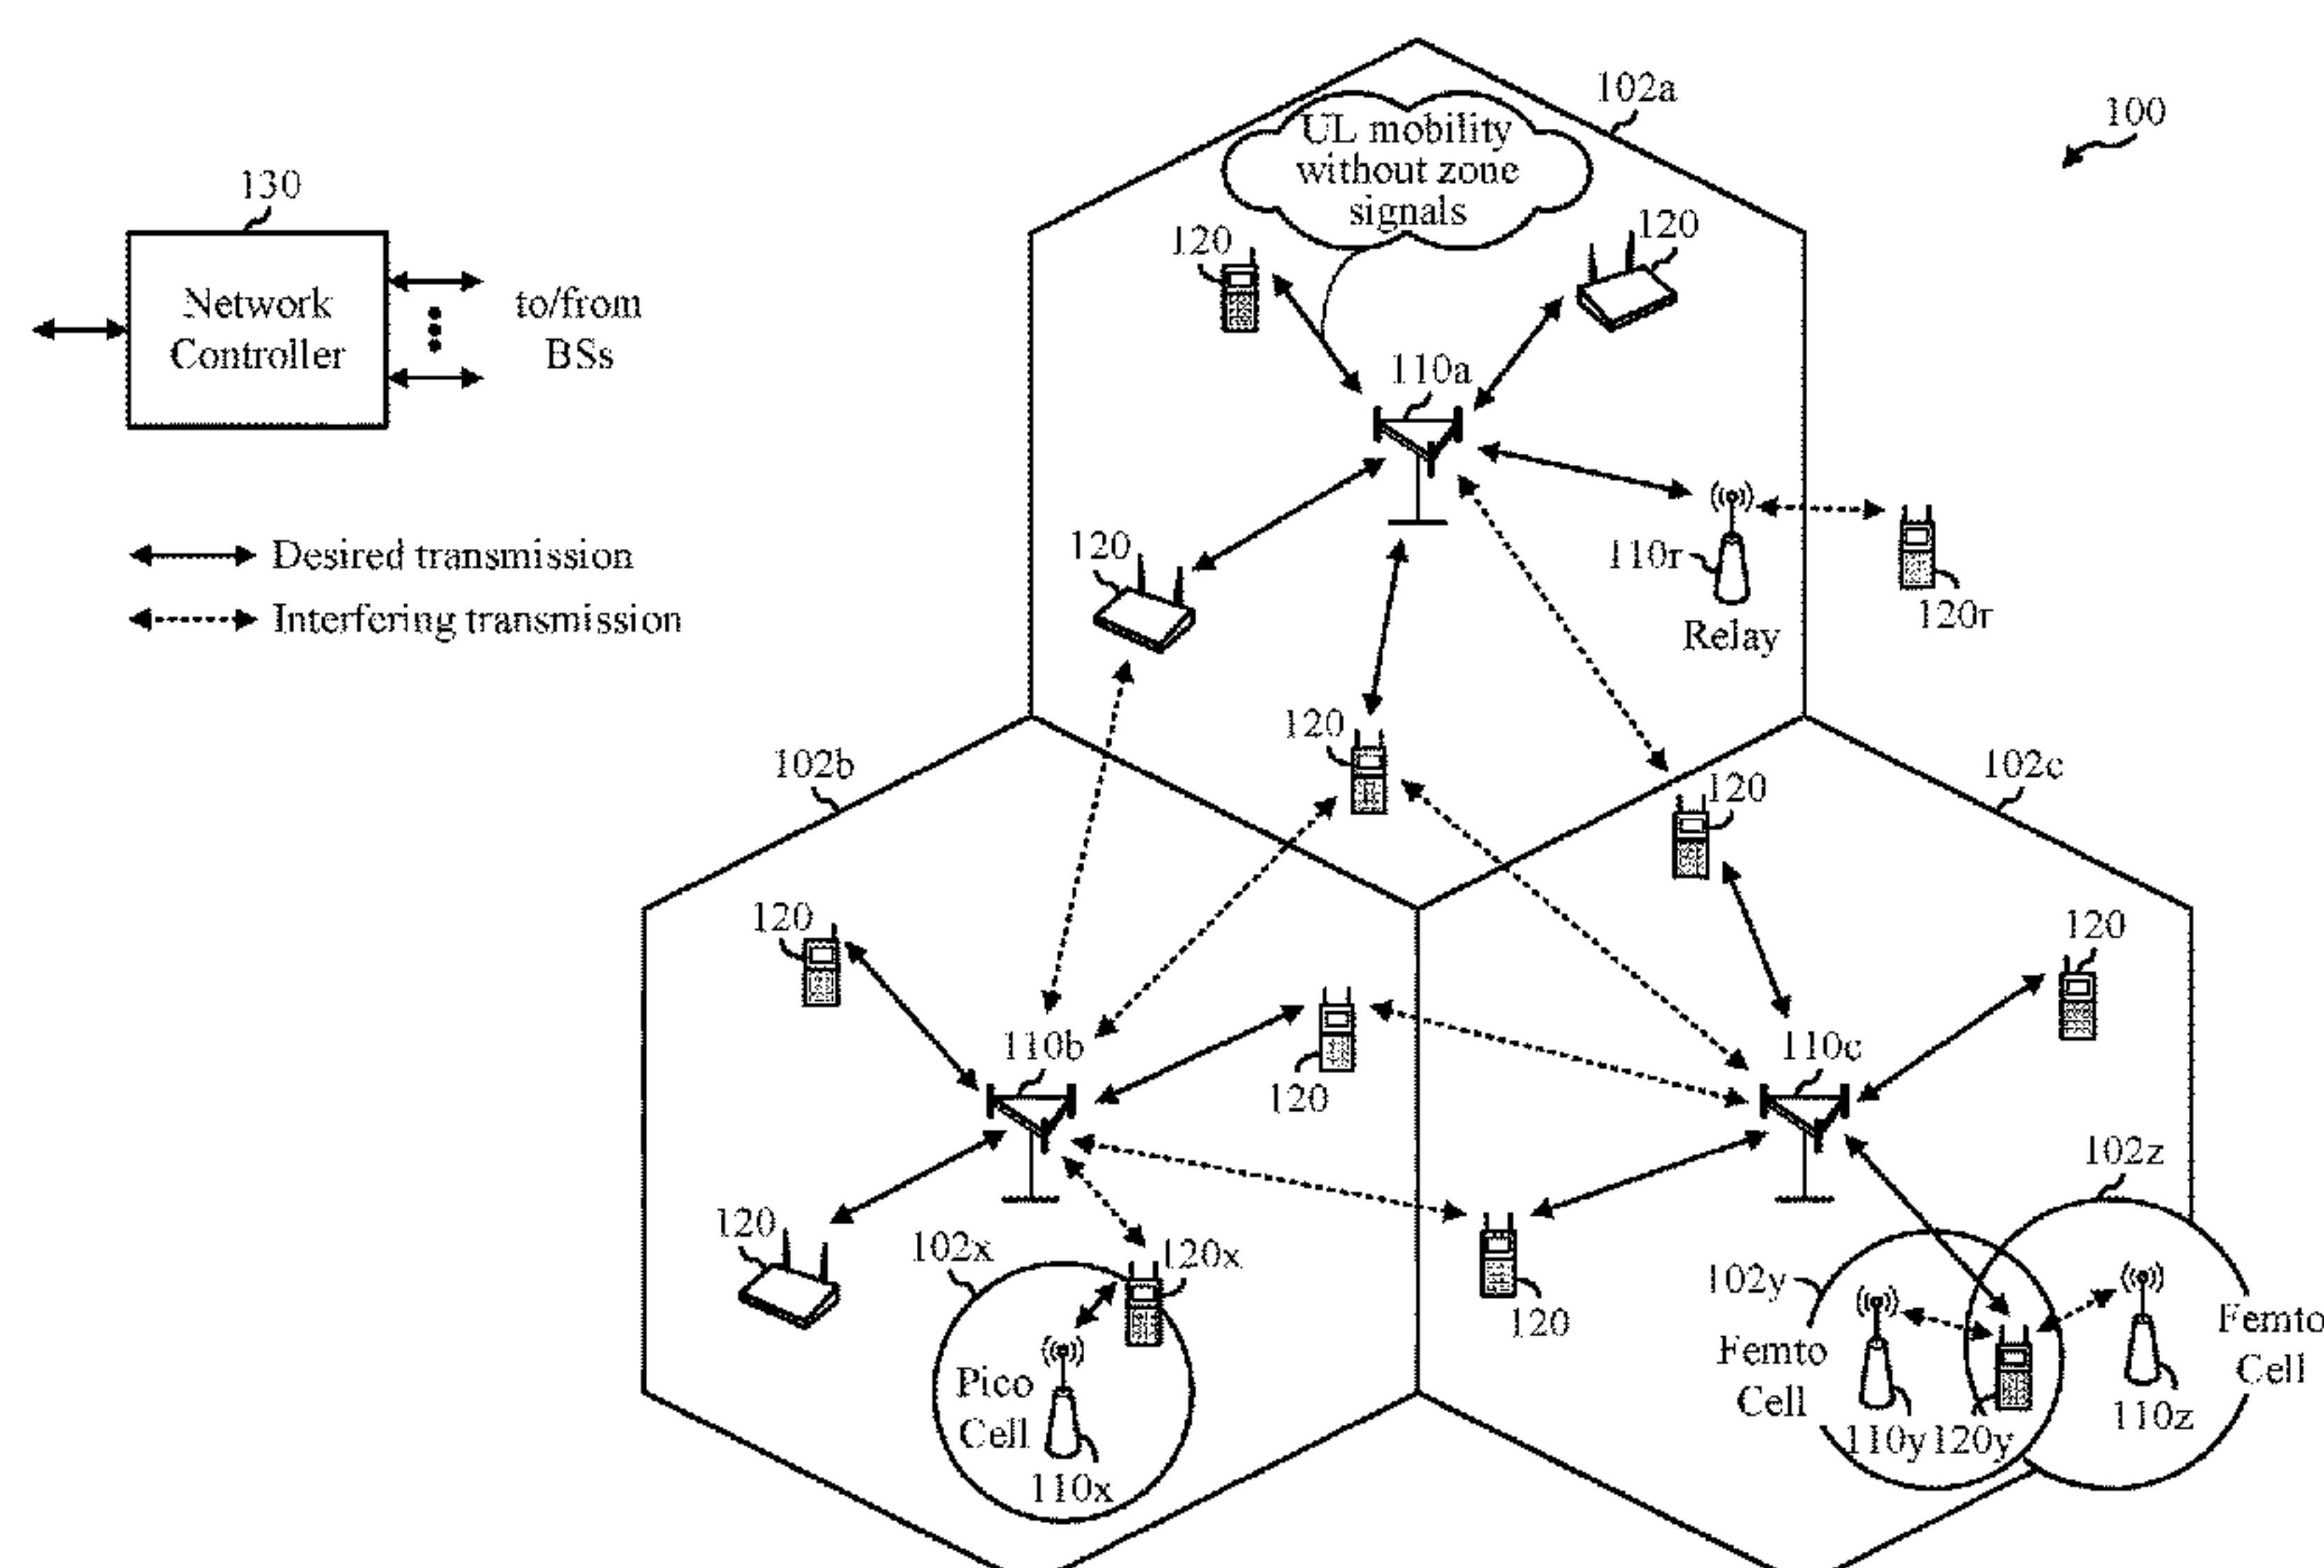 102a
100
UL mobility
without zone
signals
130
120
120
Network
Controller
to/from
BSs
110a
Desired transmission
Interfering transmission
120
110r
120r
Relay
120
102b
102c
120
120
120
110b
110c
120
102z
120
102x
120x
102y
120
Femto
Cell
Femto
Cell
Pico
Cell
110y
120y
110z
110x